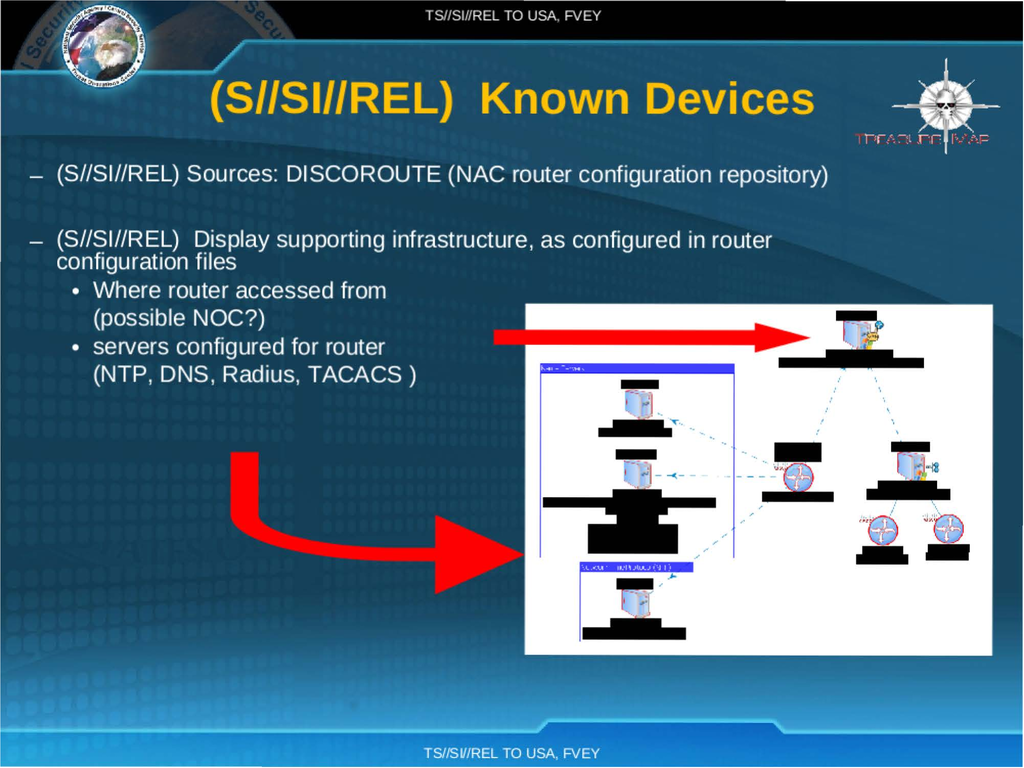 TS//SI//REL TO USA, FVEY
(S//SI//REL) Known Devices
TREASURE MAP
– (S//SI//REL) Sources: DISCOROUTE (NAC router configuration repository)
– (S//SI//REL) Display supporting infrastructure, as configured in router
configuration files
• Where router accessed from
(possible NOC?)
• servers configured for router
(NTP, DNS, Radius, TACACS )
TS//SI//REL TO USA, FVEY